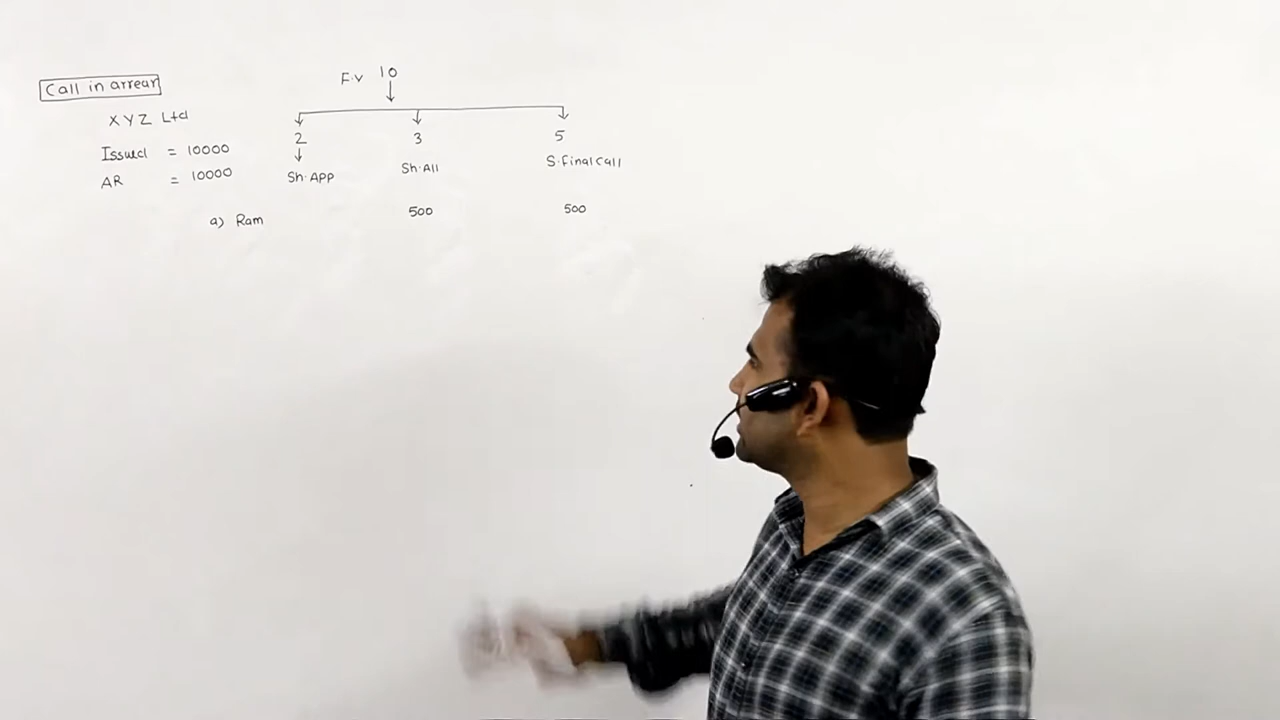 Call in arrear
F.v 10
XYZ Ltd
2 3 5
Issued = 10000
S.final call
AR = 10000
Sh.App
Sh.All
a) Ram 500 500